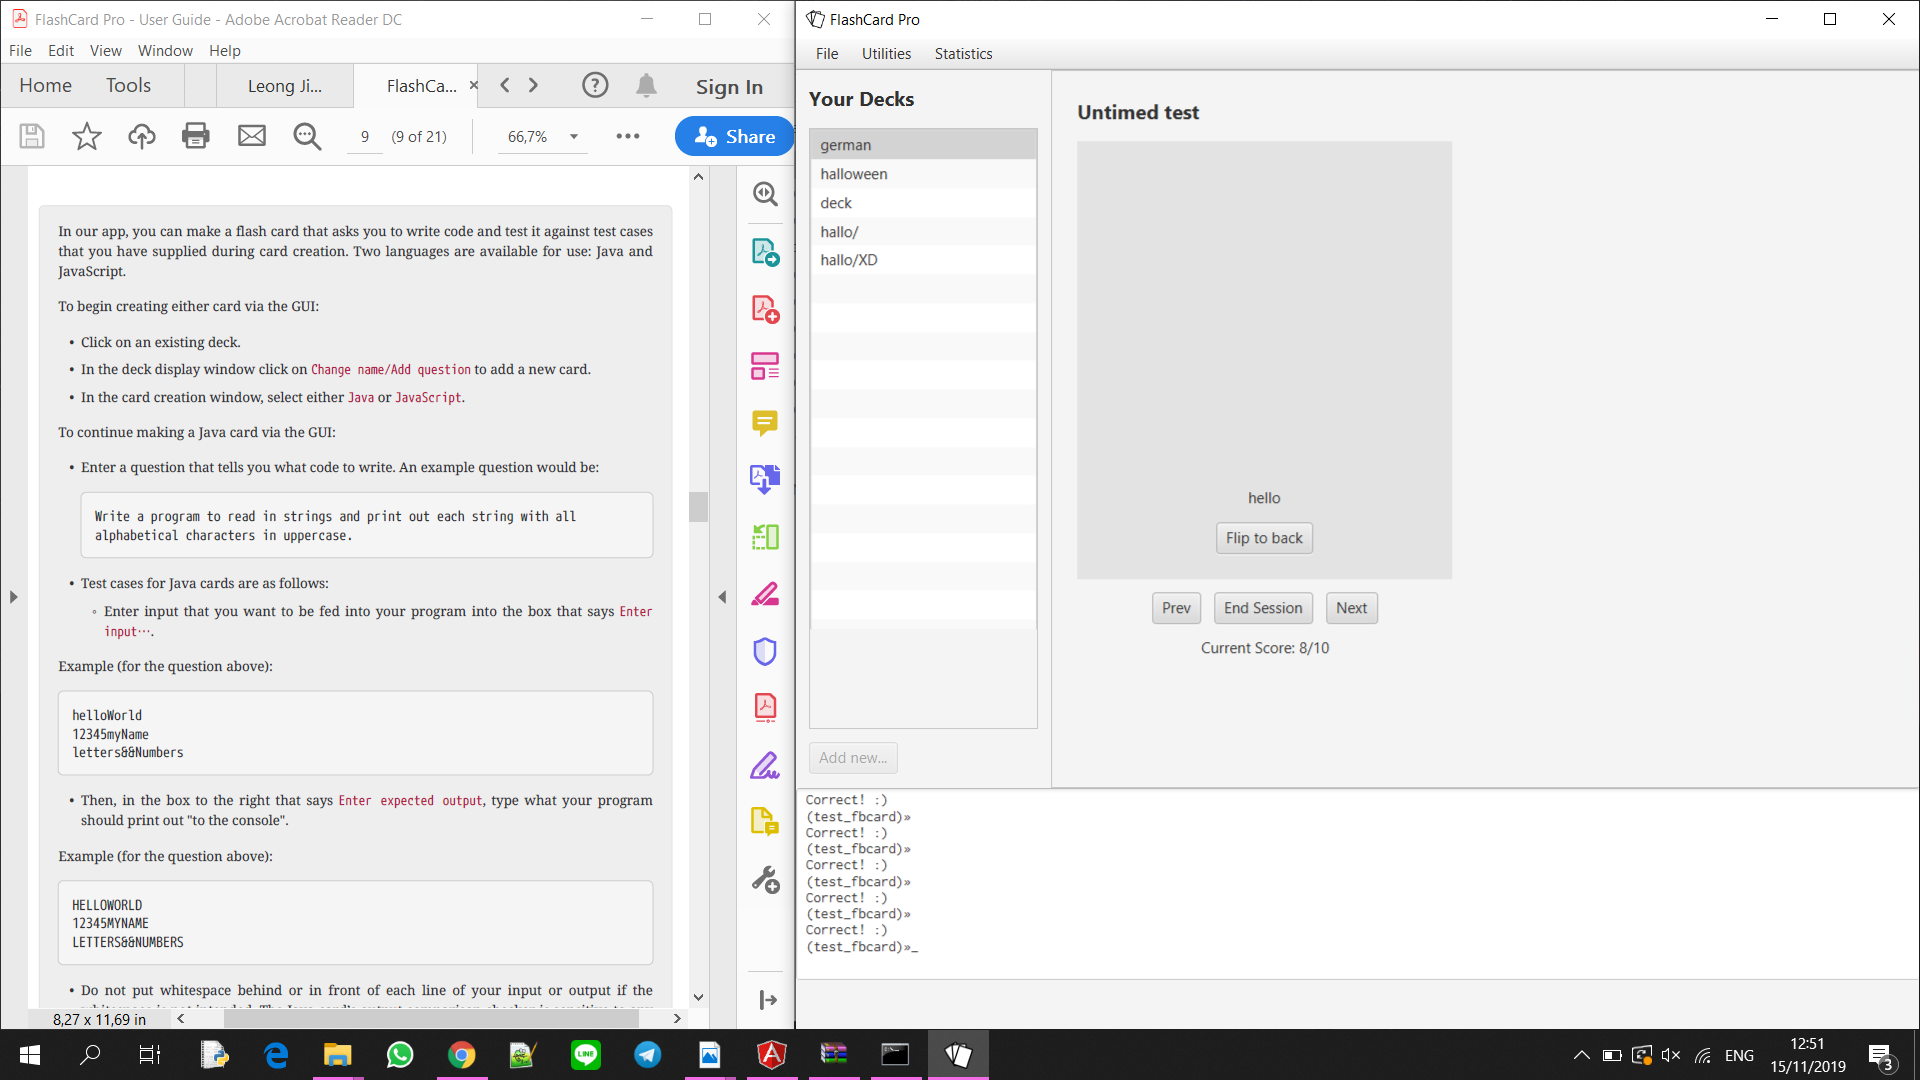 FlashCard Pro - User Guide - Adobe Acrobat Reader DC
File Edit View Window Help
Home Tools Leong Ji... FlashCa... Sign In
9 (9 of 21) 66,7% Share
In our app, you can make a flash card that asks you to write code and test it against test cases
that you have supplied during card creation. Two languages are available for use: Java and
JavaScript.
To begin creating either card via the GUI:
• Click on an existing deck.
• In the deck display window click on Change name/Add question to add a new card.
• In the card creation window, select either Java or JavaScript.
To continue making a Java card via the GUI:
• Enter a question that tells you what code to write. An example question would be:
Write a program to read in strings and print out each string with all
alphabetical characters in uppercase.
• Test cases for Java cards are as follows:
◦ Enter input that you want to be fed into your program into the box that says Enter
input….
Example (for the question above):
helloWorld
12345myName
letters&&Numbers
• Then, in the box to the right that says Enter expected output, type what your program
should print out "to the console".
Example (for the question above):
HELLOWORLD
12345MYNAME
LETTERS&&NUMBERS
• Do not put whitespace behind or in front of each line of your input or output if the
8,27 x 11,69 in
FlashCard Pro
File Utilities Statistics
Your Decks
german
halloween
deck
hallo/
hallo/XD
Add new...
Untimed test
hello
Flip to back
Prev End Session Next
Current Score: 8/10
Correct! :)
(test_fbcard)»
Correct! :)
(test_fbcard)»
Correct! :)
(test_fbcard)»
Correct! :)
(test_fbcard)»
Correct! :)
(test_fbcard)»_
LINE
ENG
12:51
15/11/2019
3